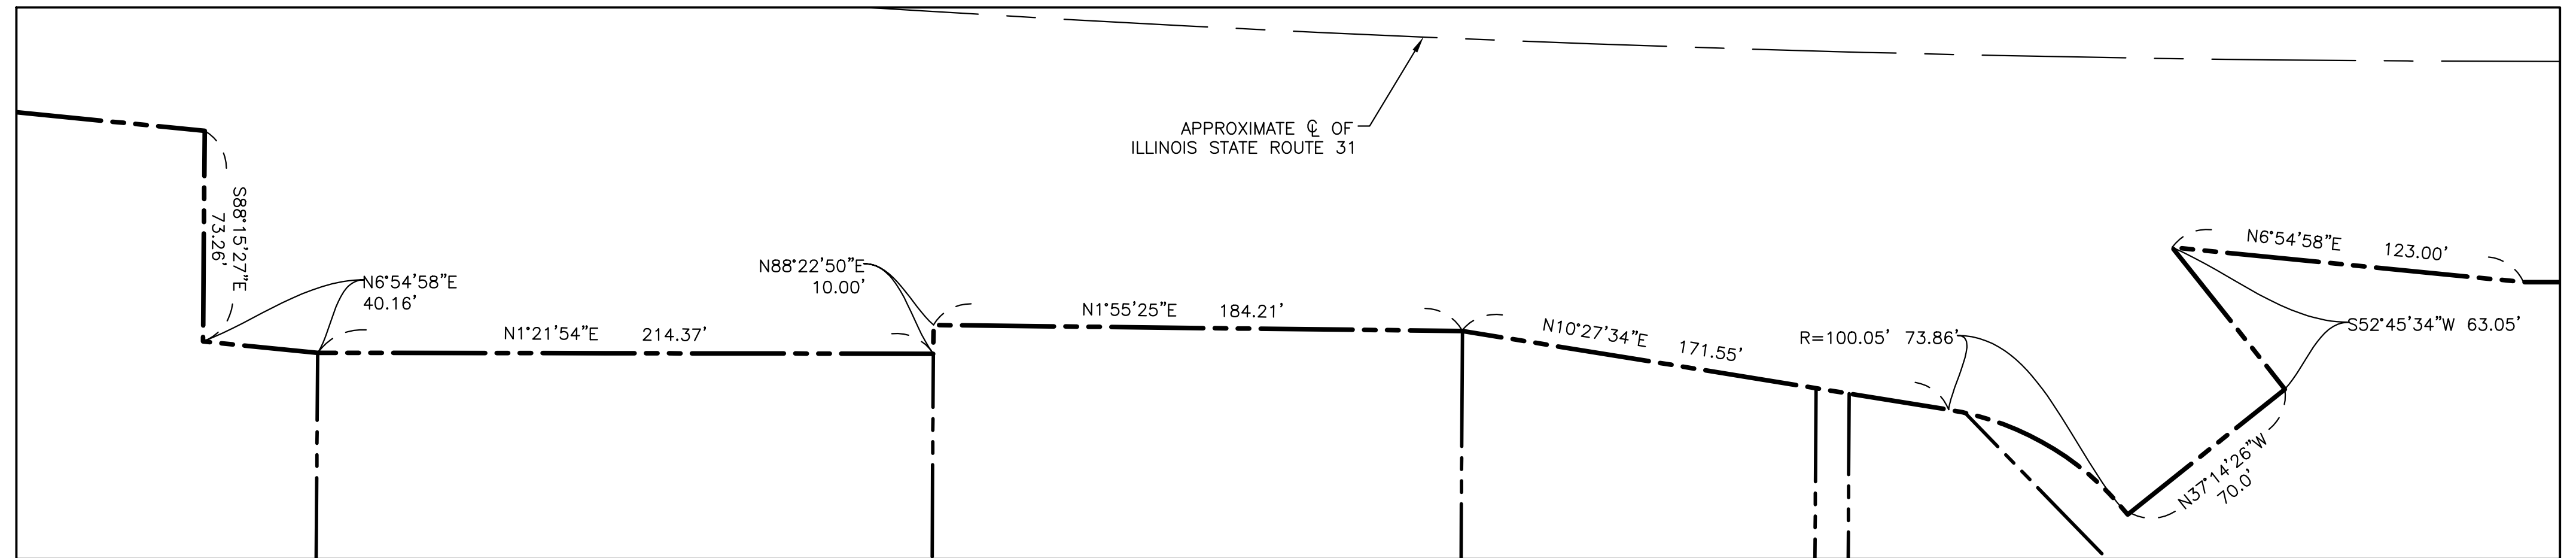 APPROXIMATE ℄ OF
ILLINOIS STATE ROUTE 31
S88°15'27"E
73.26'
N6°54'58"E
40.16'
N1°21'54"E 214.37'
N88°22'50"E
10.00'
N1°55'25"E 184.21'
N10°27'34"E 171.55'
R=100.05' 73.86'
N37°14'26"W
70.0'
S52°45'34"W 63.05'
N6°54'58"E 123.00'